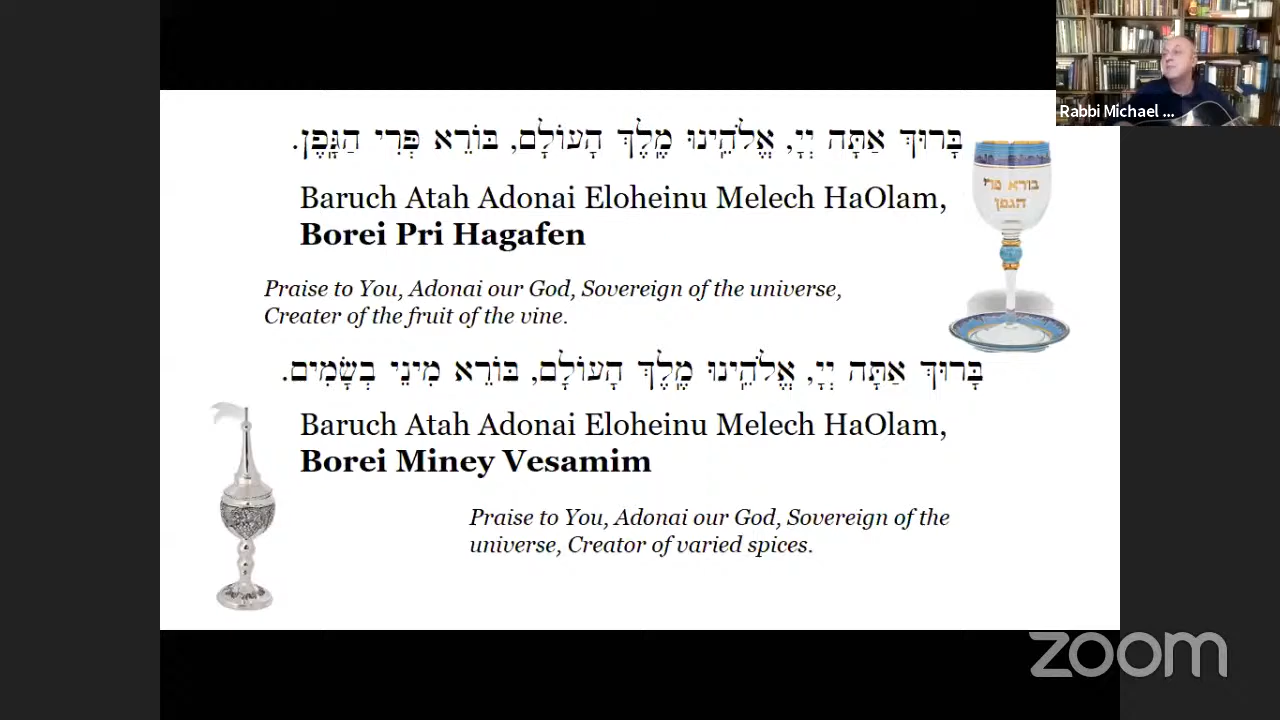 בָּרוּךְ אַתָּה יְיָ, אֱלֹהֵֽינוּ מֶֽלֶךְ הָעוֹלָם, בּוֹרֵא פְּרִי הַגָּֽפֶן.
Baruch Atah Adonai Eloheinu Melech HaOlam,
Borei Pri Hagafen
Praise to You, Adonai our God, Sovereign of the universe,
Creater of the fruit of the vine.
בורא פרי
הגפן
בָּרוּךְ אַתָּה יְיָ, אֱלֹהֵֽינוּ מֶֽלֶךְ הָעוֹלָם, בּוֹרֵא מִינֵי בְשָׂמִים.
Baruch Atah Adonai Eloheinu Melech HaOlam,
Borei Miney Vesamim
Praise to You, Adonai our God, Sovereign of the
universe, Creator of varied spices.
Rabbi Michael ...
zoom